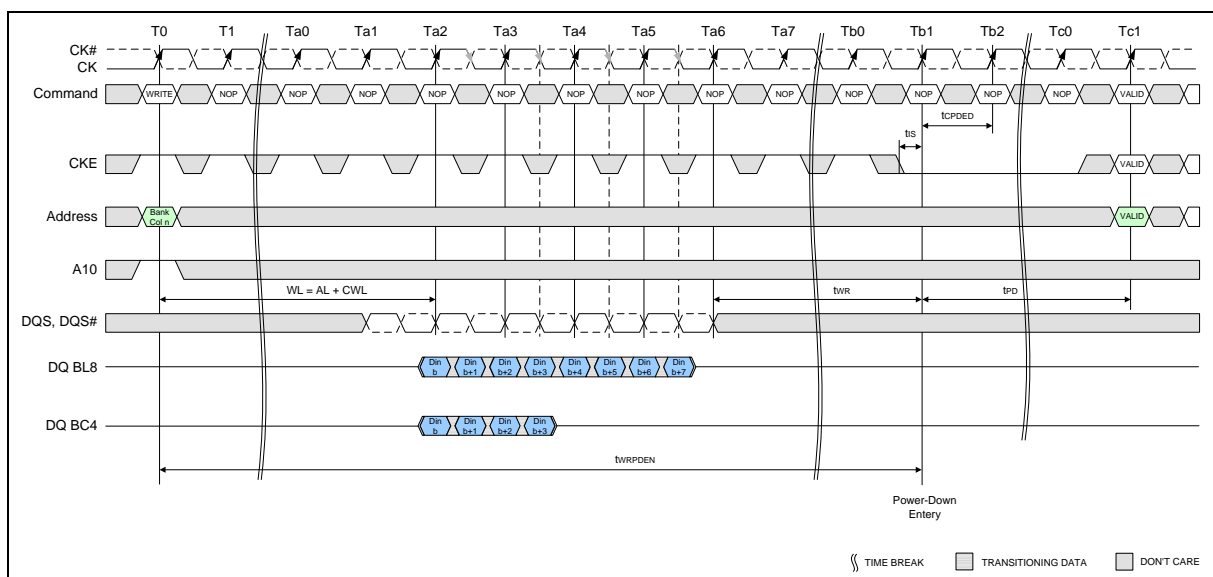 T0 T1 Ta0 Ta1 Ta2 Ta3 Ta4 Ta5 Ta6 Ta7 Tb0 Tb1 Tb2 Tc0 Tc1
CK#
CK
Command WRITE NOP NOP NOP NOP NOP NOP NOP NOP NOP NOP NOP NOP NOP VALID
tIS tCPDED
CKE VALID
Address Bank Col n VALID
A10
WL = AL + CWL tWR tPD
DQS, DQS#
DQ BL8 Din b Din b+1 Din b+2 Din b+3 Din b+4 Din b+5 Din b+6 Din b+7
DQ BC4 Din b Din b+1 Din b+2 Din b+3
tWRPDEN
Power-Down
Entery
TIME BREAK TRANSITIONING DATA DON'T CARE